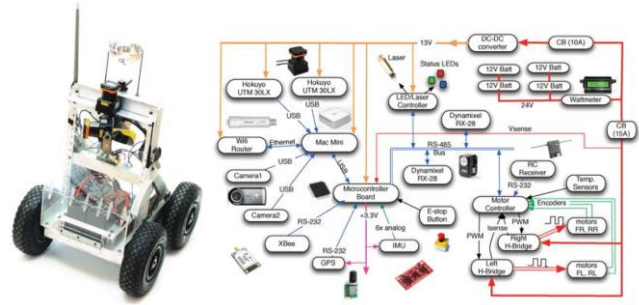 13V
DC-DC
converter
CB (10A)
Laser
Status LEDs
Hokuyo
UTM 30LX
Hokuyo
UTM 30LX
LED/Laser
Controller
12V Batt
12V Batt
12V Batt
12V Batt
24V
Wattmeter
CB
(15A)
USB
USB
Wifi
Router
Ethernet
Mac Mini
Dynamixel
RX-28
Vsense
RS-485
Bus
Camera1
USB
USB
Dynamixel
RX-28
RC
Receiver
Temp.
Sensors
RS-232
Microcontroller
Board
Camera2
USB
RS-232
+3.3V
E-stop
Button
Motor
Controller
Encoders
XBee
RS-232
6x analog
IMU
GPS
PWM
Isense
PWM
Right
H-Bridge
motors
FR, RR
Left
H-Bridge
motors
FL, RL